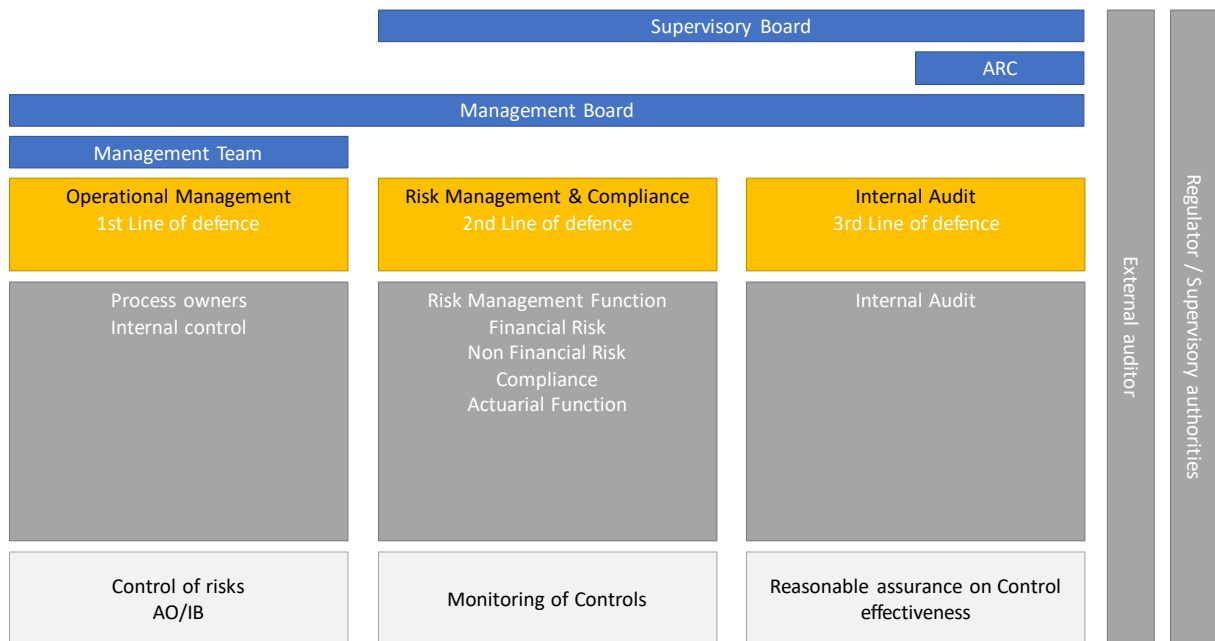 Supervisory Board
ARC
Management Board
Management Team
Operational Management
1st Line of defence
Risk Management & Compliance
2nd Line of defence
Internal Audit
3rd Line of defence
Process owners
Internal control
Risk Management Function
Financial Risk
Non Financial Risk
Compliance
Actuarial Function
Internal Audit
Control of risks
AO/IB
Monitoring of Controls
Reasonable assurance on Control
effectiveness
External auditor
Regulator / Supervisory authorities